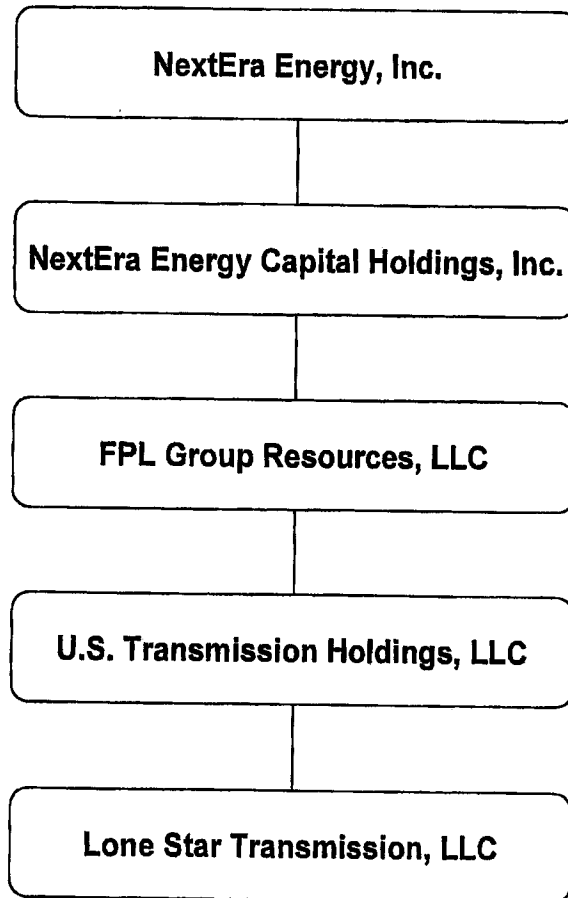 NextEra Energy, Inc.
NextEra Energy Capital Holdings, Inc.
FPL Group Resources, LLC
U.S. Transmission Holdings, LLC
Lone Star Transmission, LLC